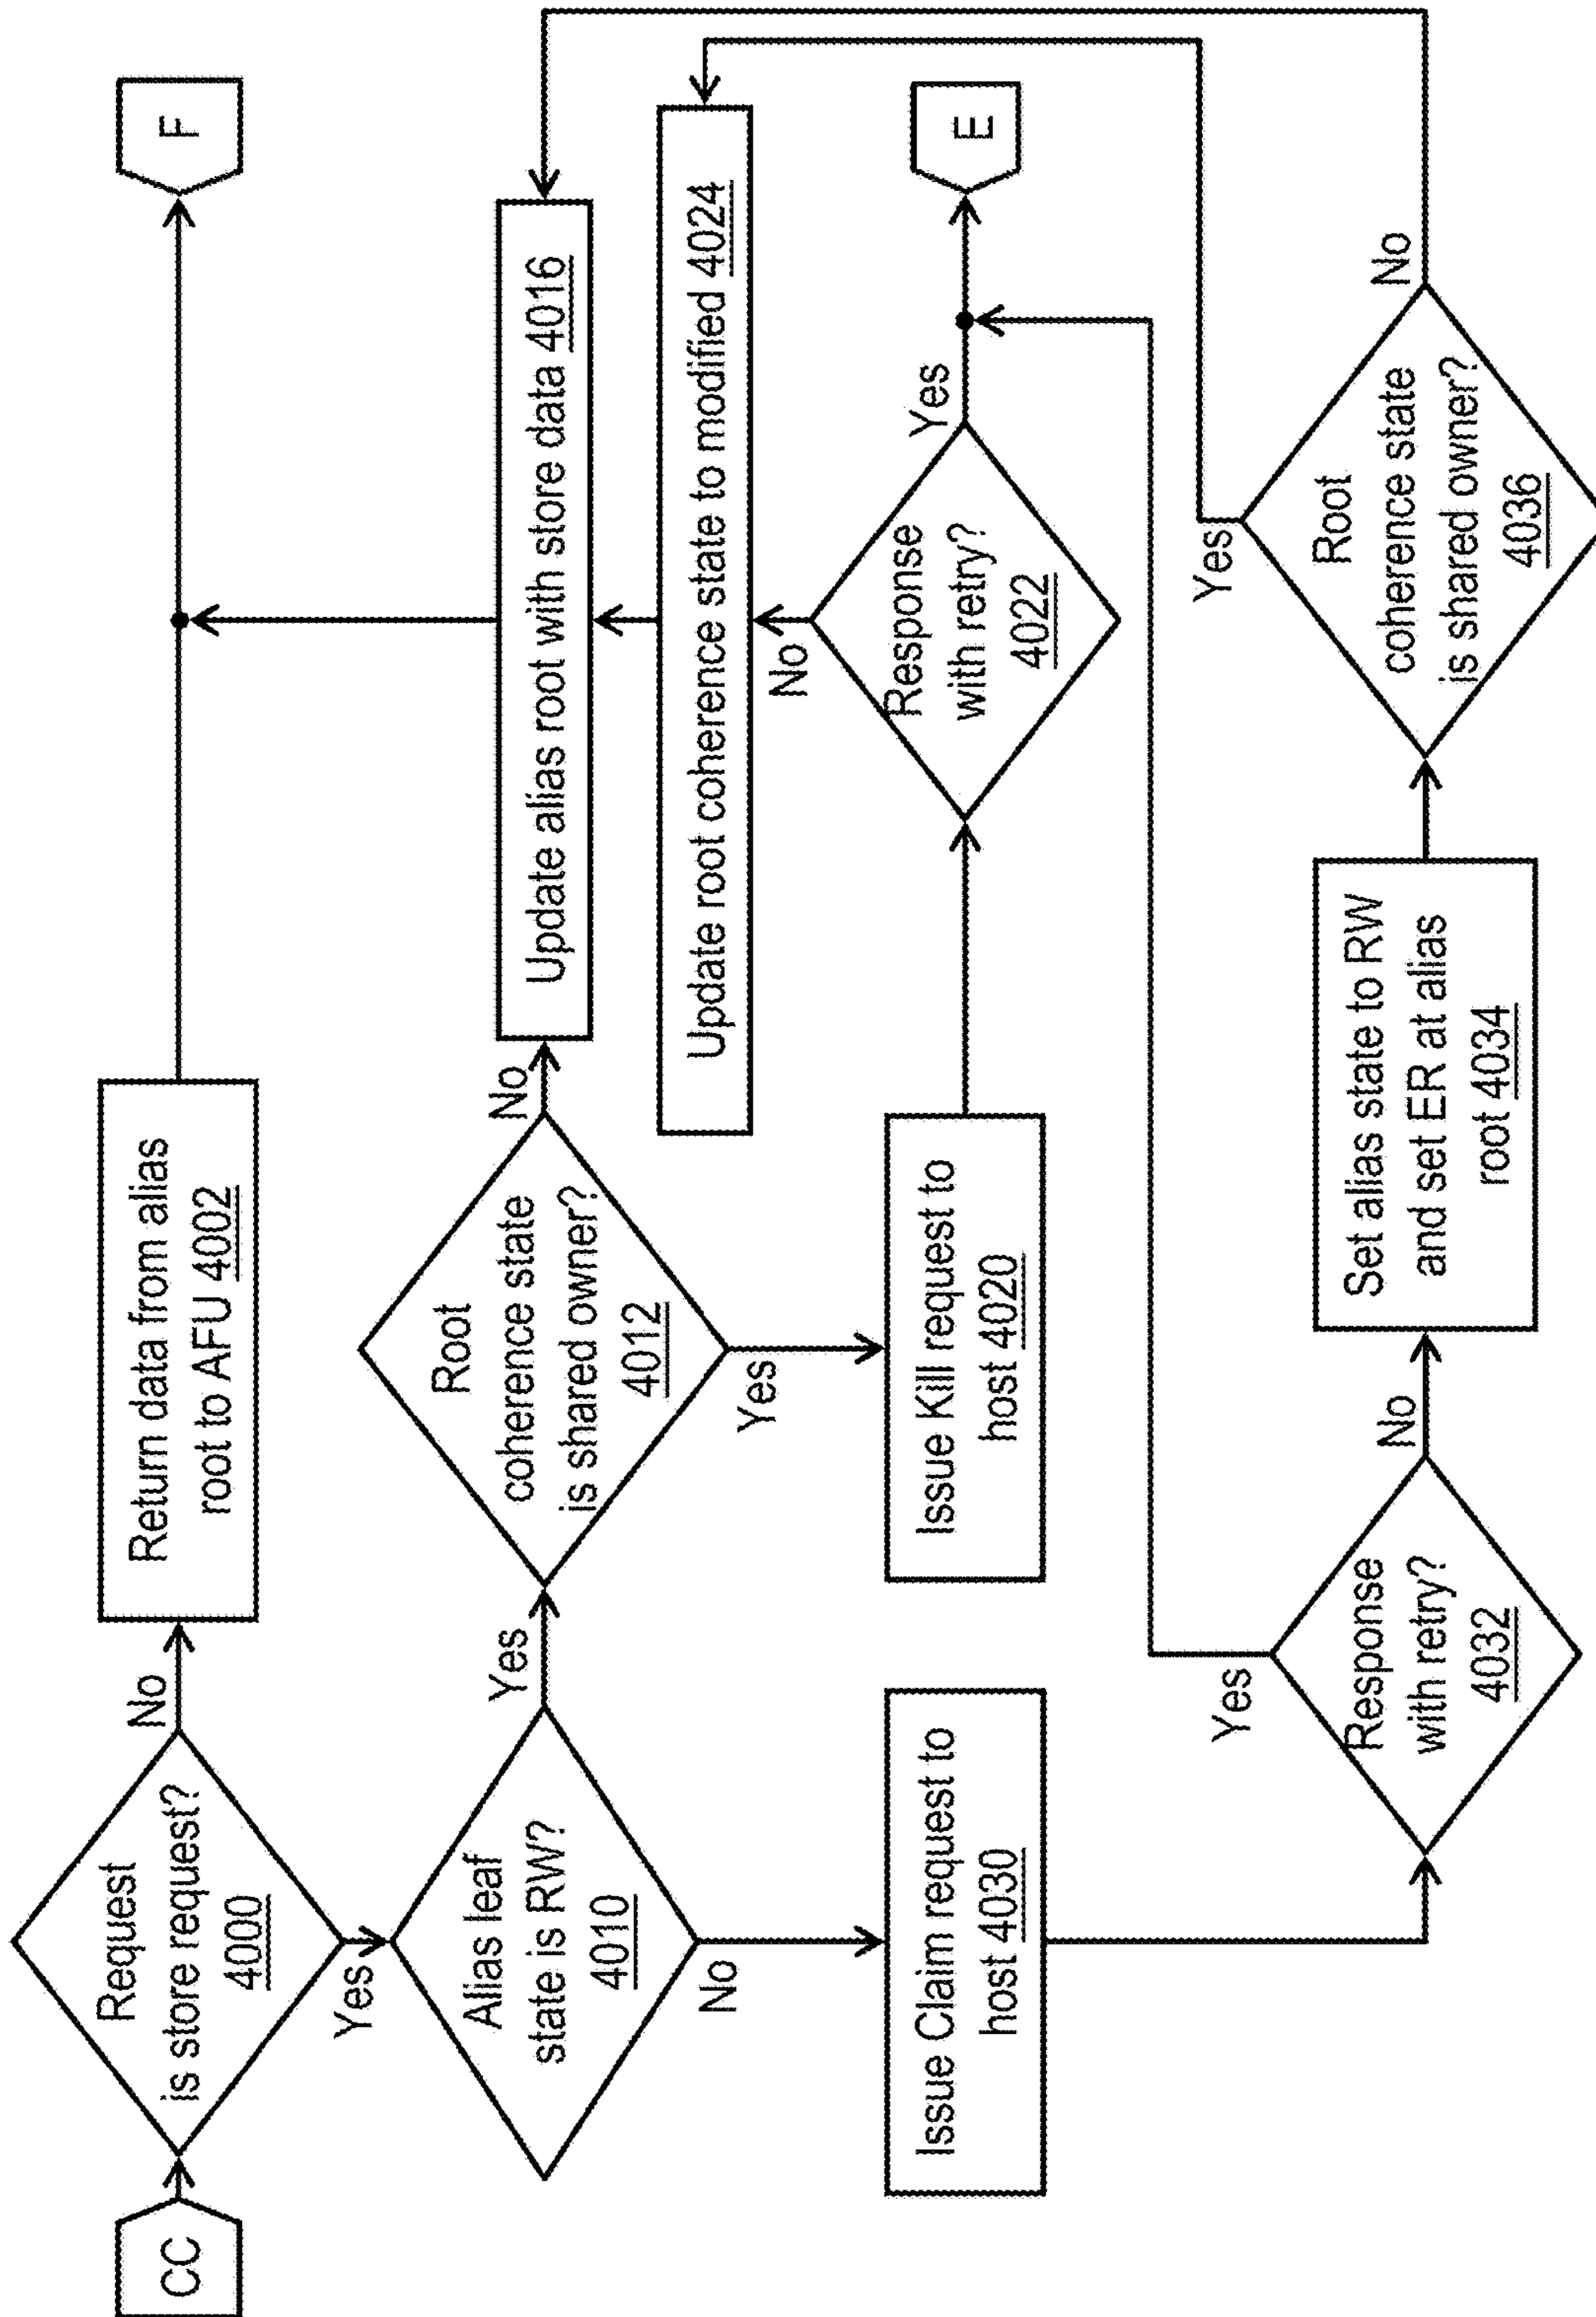 CC
Request
is store request?
4000
No
Return data from alias
root to AFU 4002
F
Yes
Alias leaf
state is RW?
4010
Yes
Root
coherence state
is shared owner?
4012
No
Update alias root with store data 4016
Update root coherence state to modified 4024
No
Yes
Issue Claim request to
host 4030
Issue Kill request to
host 4020
Response
with retry?
4022
No
Yes
E
Yes
Response
with retry?
4032
No
Set alias state to RW
and set ER at alias
root 4034
Yes
Root
coherence state
is shared owner?
4036
No